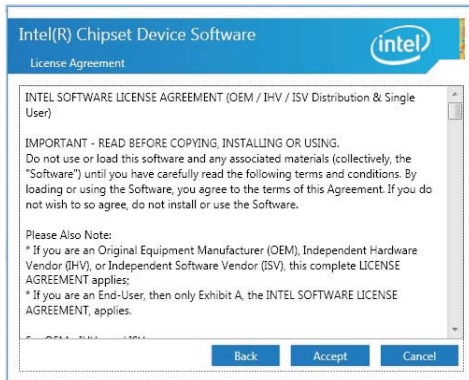 Intel(R) Chipset Device Software
intel
License Agreement
INTEL SOFTWARE LICENSE AGREEMENT (OEM / IHV / ISV Distribution & Single
User)
IMPORTANT - READ BEFORE COPYING, INSTALLING OR USING.
Do not use or load this software and any associated materials (collectively, the
"Software") until you have carefully read the following terms and conditions. By
loading or using the Software, you agree to the terms of this Agreement. If you do
not wish to so agree, do not install or use the Software.
Please Also Note:
* If you are an Original Equipment Manufacturer (OEM), Independent Hardware
Vendor (IHV), or Independent Software Vendor (ISV), this complete LICENSE
AGREEMENT applies;
* If you are an End-User, then only Exhibit A, the INTEL SOFTWARE LICENSE
AGREEMENT, applies.
Back Accept Cancel